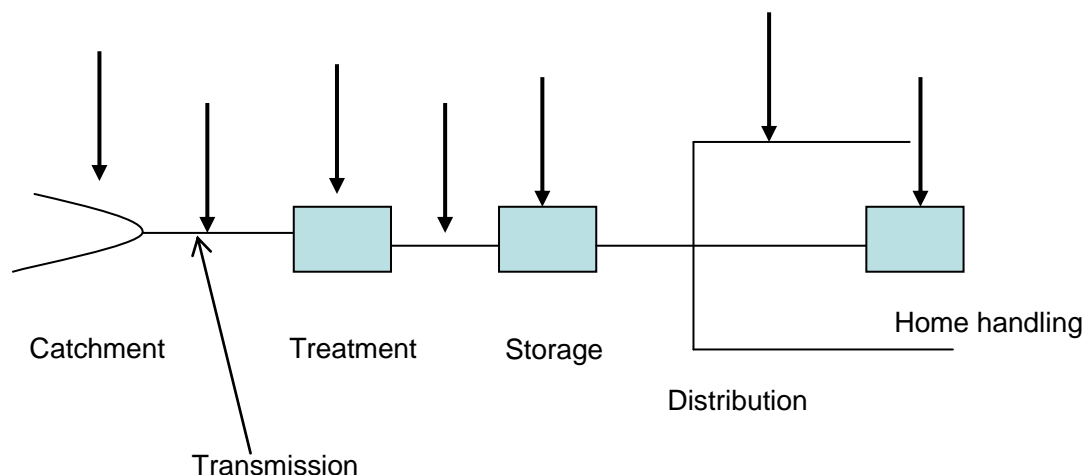 Home handling
Catchment
Treatment
Storage
Distribution
Transmission